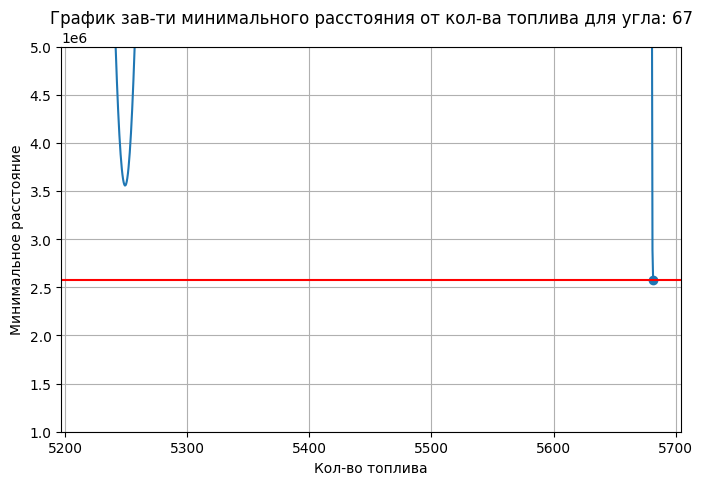 График зав-ти минимального расстояния от кол-ва топлива для угла: 67
1e6
5.0
4.5
4.0
3.5
3.0
2.5
2.0
1.5
1.0
Минимальное расстояние
5200 5300 5400 5500 5600 5700
Кол-во топлива